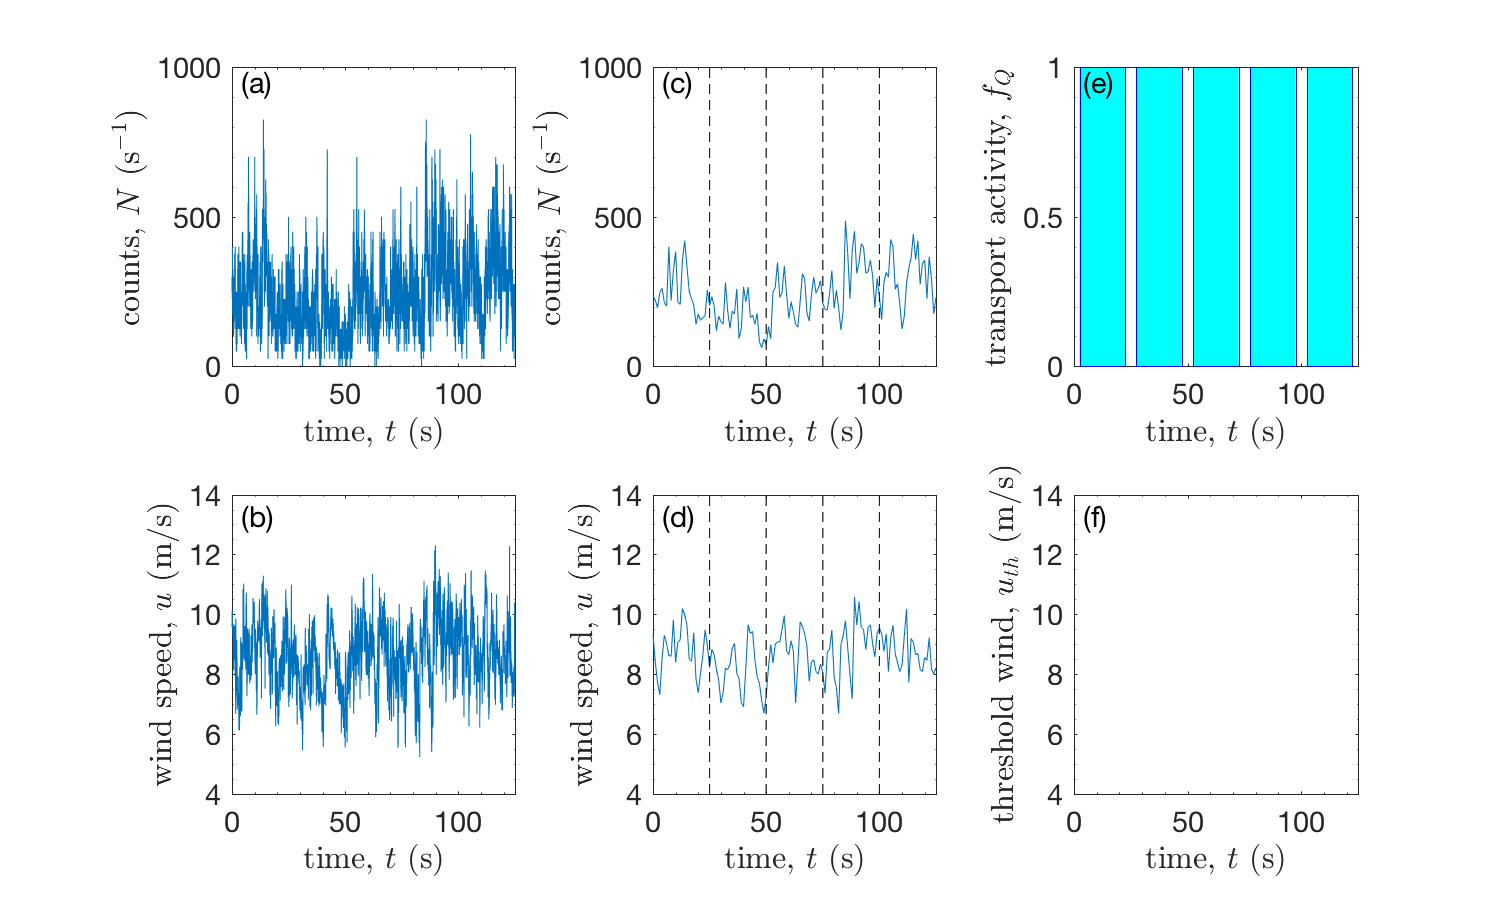 (a)
1000
500
0
counts, N (s⁻¹)
0 50 100
time, t (s)
(c)
1000
500
0
counts, N (s⁻¹)
0 50 100
time, t (s)
(e)
1
0.5
0
transport activity, f_Q
0 50 100
time, t (s)
(b)
14
12
10
8
6
4
wind speed, u (m/s)
0 50 100
time, t (s)
(d)
14
12
10
8
6
4
wind speed, u (m/s)
0 50 100
time, t (s)
(f)
14
12
10
8
6
4
threshold wind, u_th (m/s)
0 50 100
time, t (s)